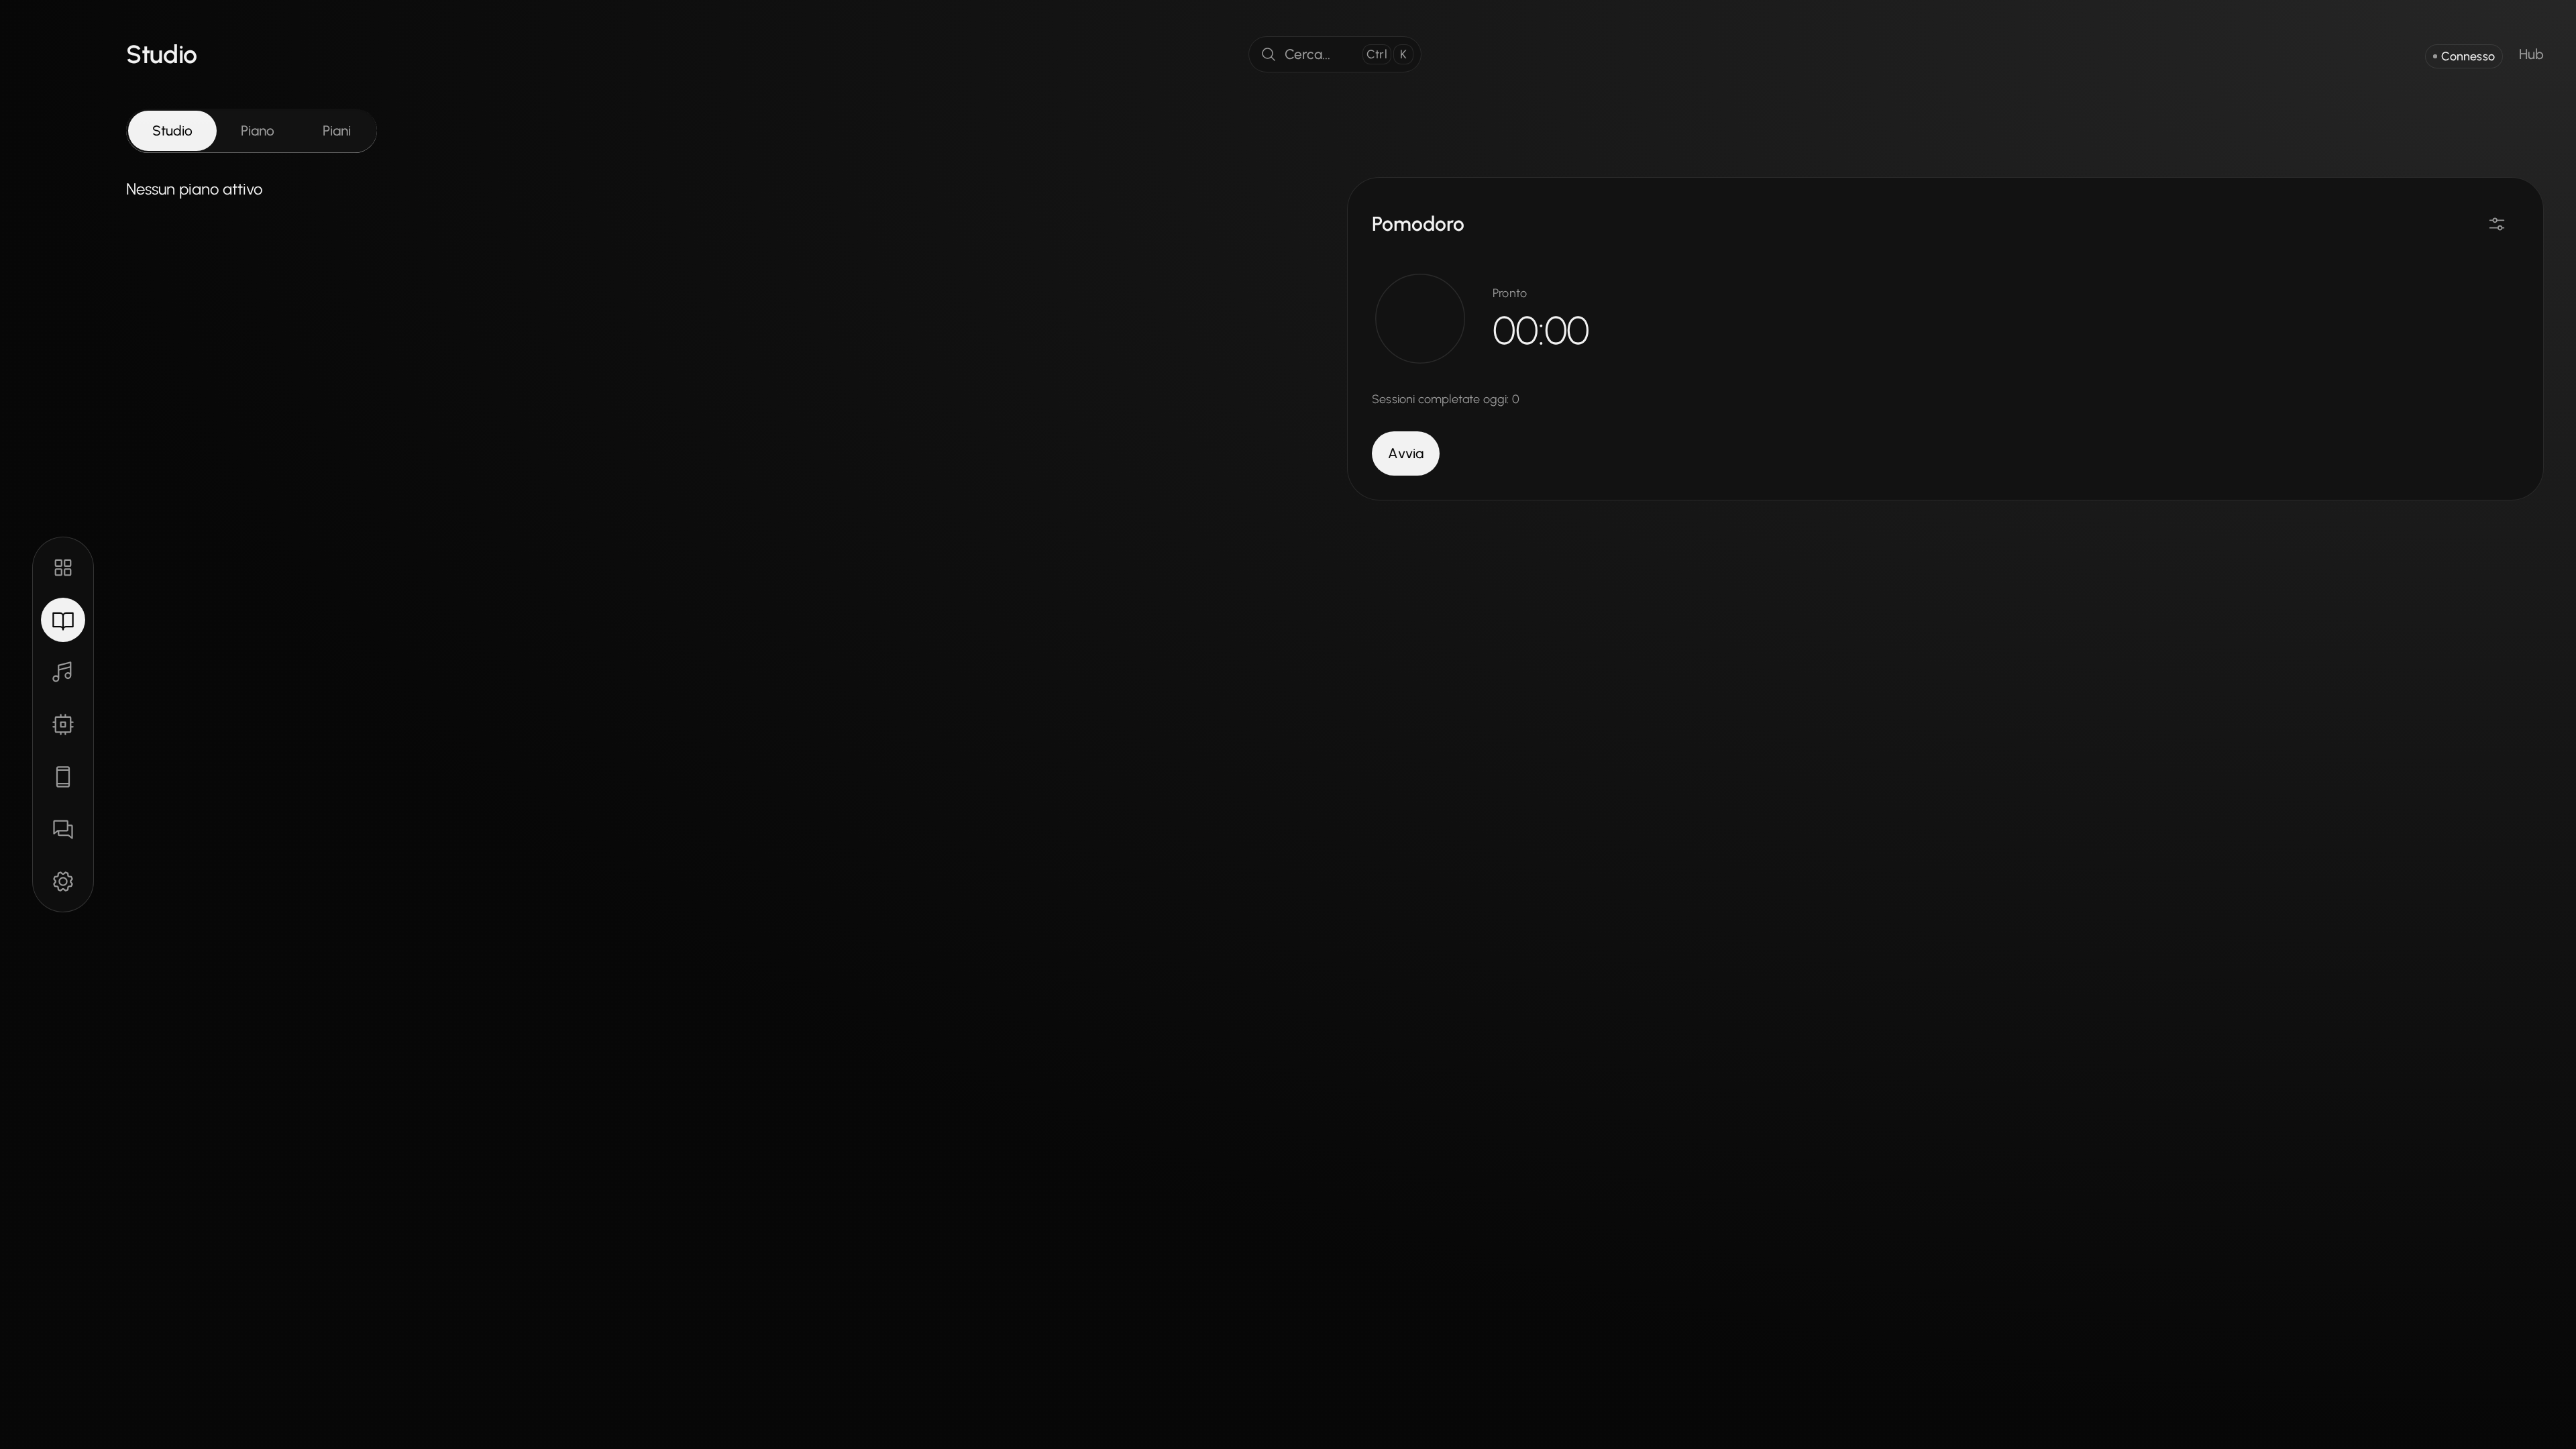 Studio
Cerca... Ctrl K
Connesso Hub
Studio Piano Piani
Nessun piano attivo
Pomodoro
Pronto
00:00
Sessioni completate oggi: 0
Avvia